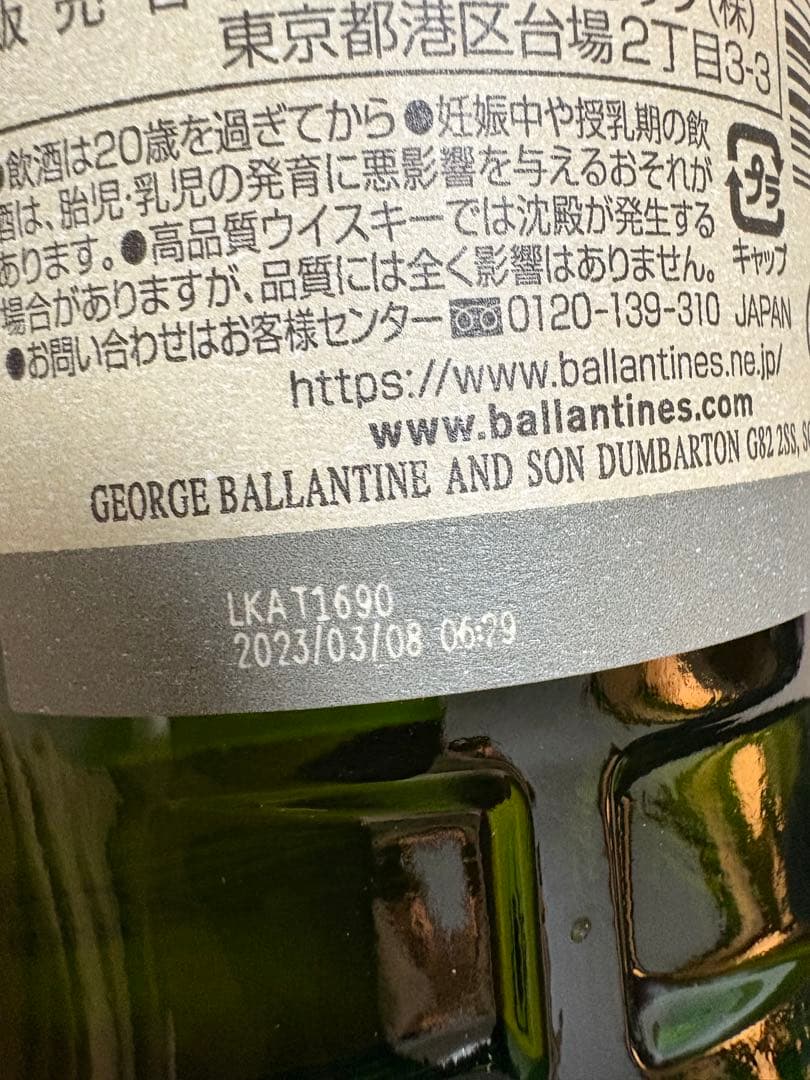 販売
東京都港区台場2丁目3-3
●飲酒は20歳を過ぎてから●妊娠中や授乳期の飲
酒は、胎児・乳児の発育に悪影響を与えるおそれが
あります。●高品質ウイスキーでは沈殿が発生する
場合がありますが、品質には全く影響はありません。
プラ
キャップ
●お問い合わせはお客様センター 0120-139-310 JAPAN
https://www.ballantines.ne.jp/
www.ballantines.com
GEORGE BALLANTINE AND SON DUMBARTON G82 2SS,
LKAT1690
2023/03/08 06:29